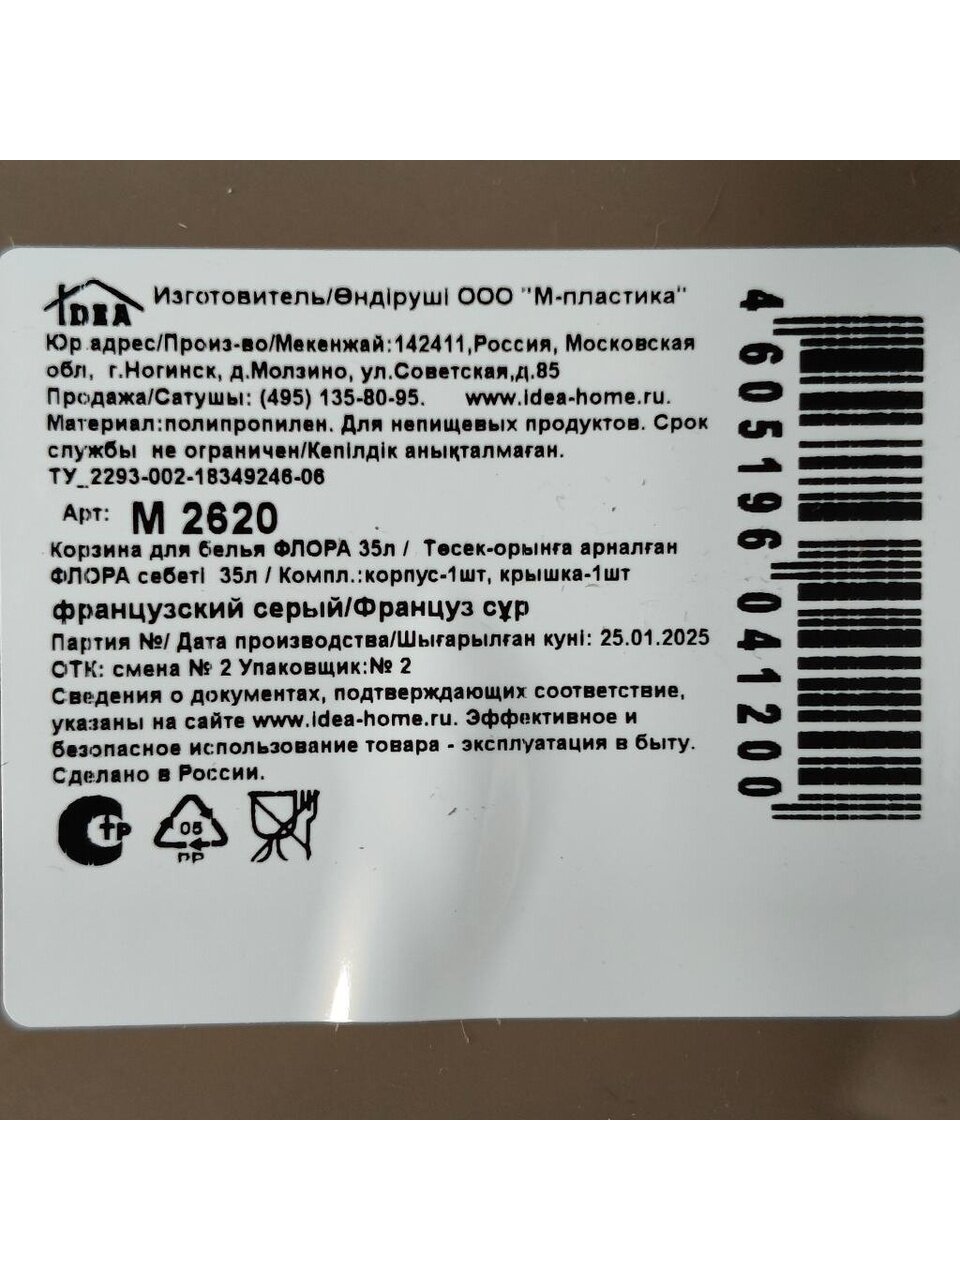 IDEA
Изготовитель/Өндіруші ООО "М-пластика"
Юр.адрес/Произ-во/Мекенжай:142411,Россия, Московская
обл, г.Ногинск, д.Молзино, ул.Советская,д.85
Продажа/Сатушы: (495) 135-80-95. www.idea-home.ru.
Материал:полипропилен. Для непищевых продуктов. Срок
службы не ограничен/Кепілдік анықталмаған.
ТУ_2293-002-18349246-06
Арт: М 2620
Корзина для белья ФЛОРА 35л / Төсек-орынға арналған
ФЛОРА себеті 35л / Компл.:корпус-1шт, крышка-1шт
французский серый/Француз сұр
Партия №/ Дата производства/Шығарылған күні: 25.01.2025
ОТК: смена № 2 Упаковщик:№ 2
Сведения о документах, подтверждающих соответствие,
указаны на сайте www.idea-home.ru. Эффективное и
безопасное использование товара - эксплуатация в быту.
Сделано в России.
05
PP
4605196041200